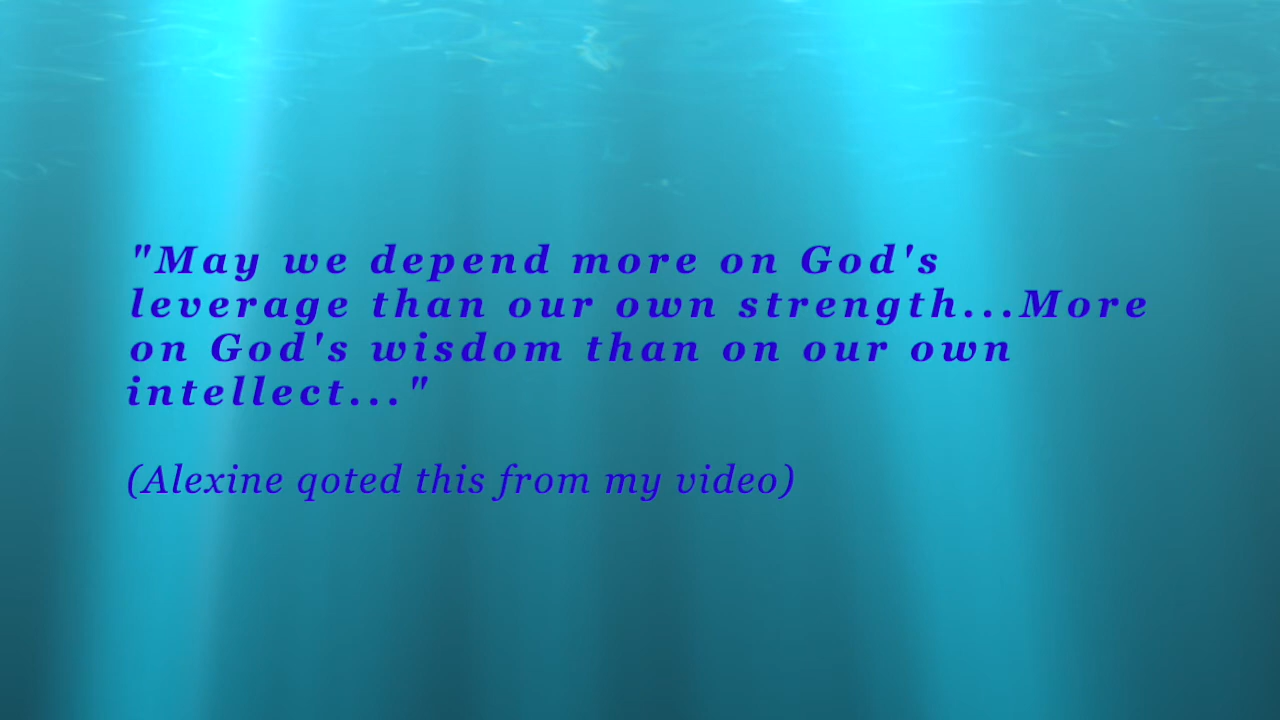 "May we depend more on God's
leverage than our own strength...More
on God's wisdom than on our own
intellect..."
(Alexine qoted this from my video)